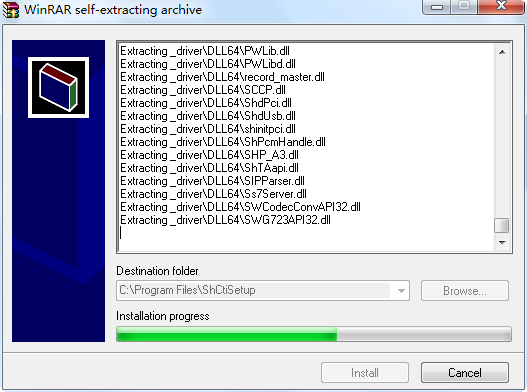 WinRAR self-extracting archive
Extracting _driver\DLL64\PWLib.dll
Extracting _driver\DLL64\PWLibd.dll
Extracting _driver\DLL64\record_master.dll
Extracting _driver\DLL64\SCCP.dll
Extracting _driver\DLL64\ShdPci.dll
Extracting _driver\DLL64\ShdUsb.dll
Extracting _driver\DLL64\shinitpci.dll
Extracting _driver\DLL64\ShPcmHandle.dll
Extracting _driver\DLL64\SHP_A3.dll
Extracting _driver\DLL64\ShTAapi.dll
Extracting _driver\DLL64\SIPParser.dll
Extracting _driver\DLL64\Ss7Server.dll
Extracting _driver\DLL64\SWCodecConvAPI32.dll
Extracting _driver\DLL64\SWG723API32.dll
Destination folder
C:\Program Files\ShCtiSetup
Browse...
Installation progress
Install
Cancel